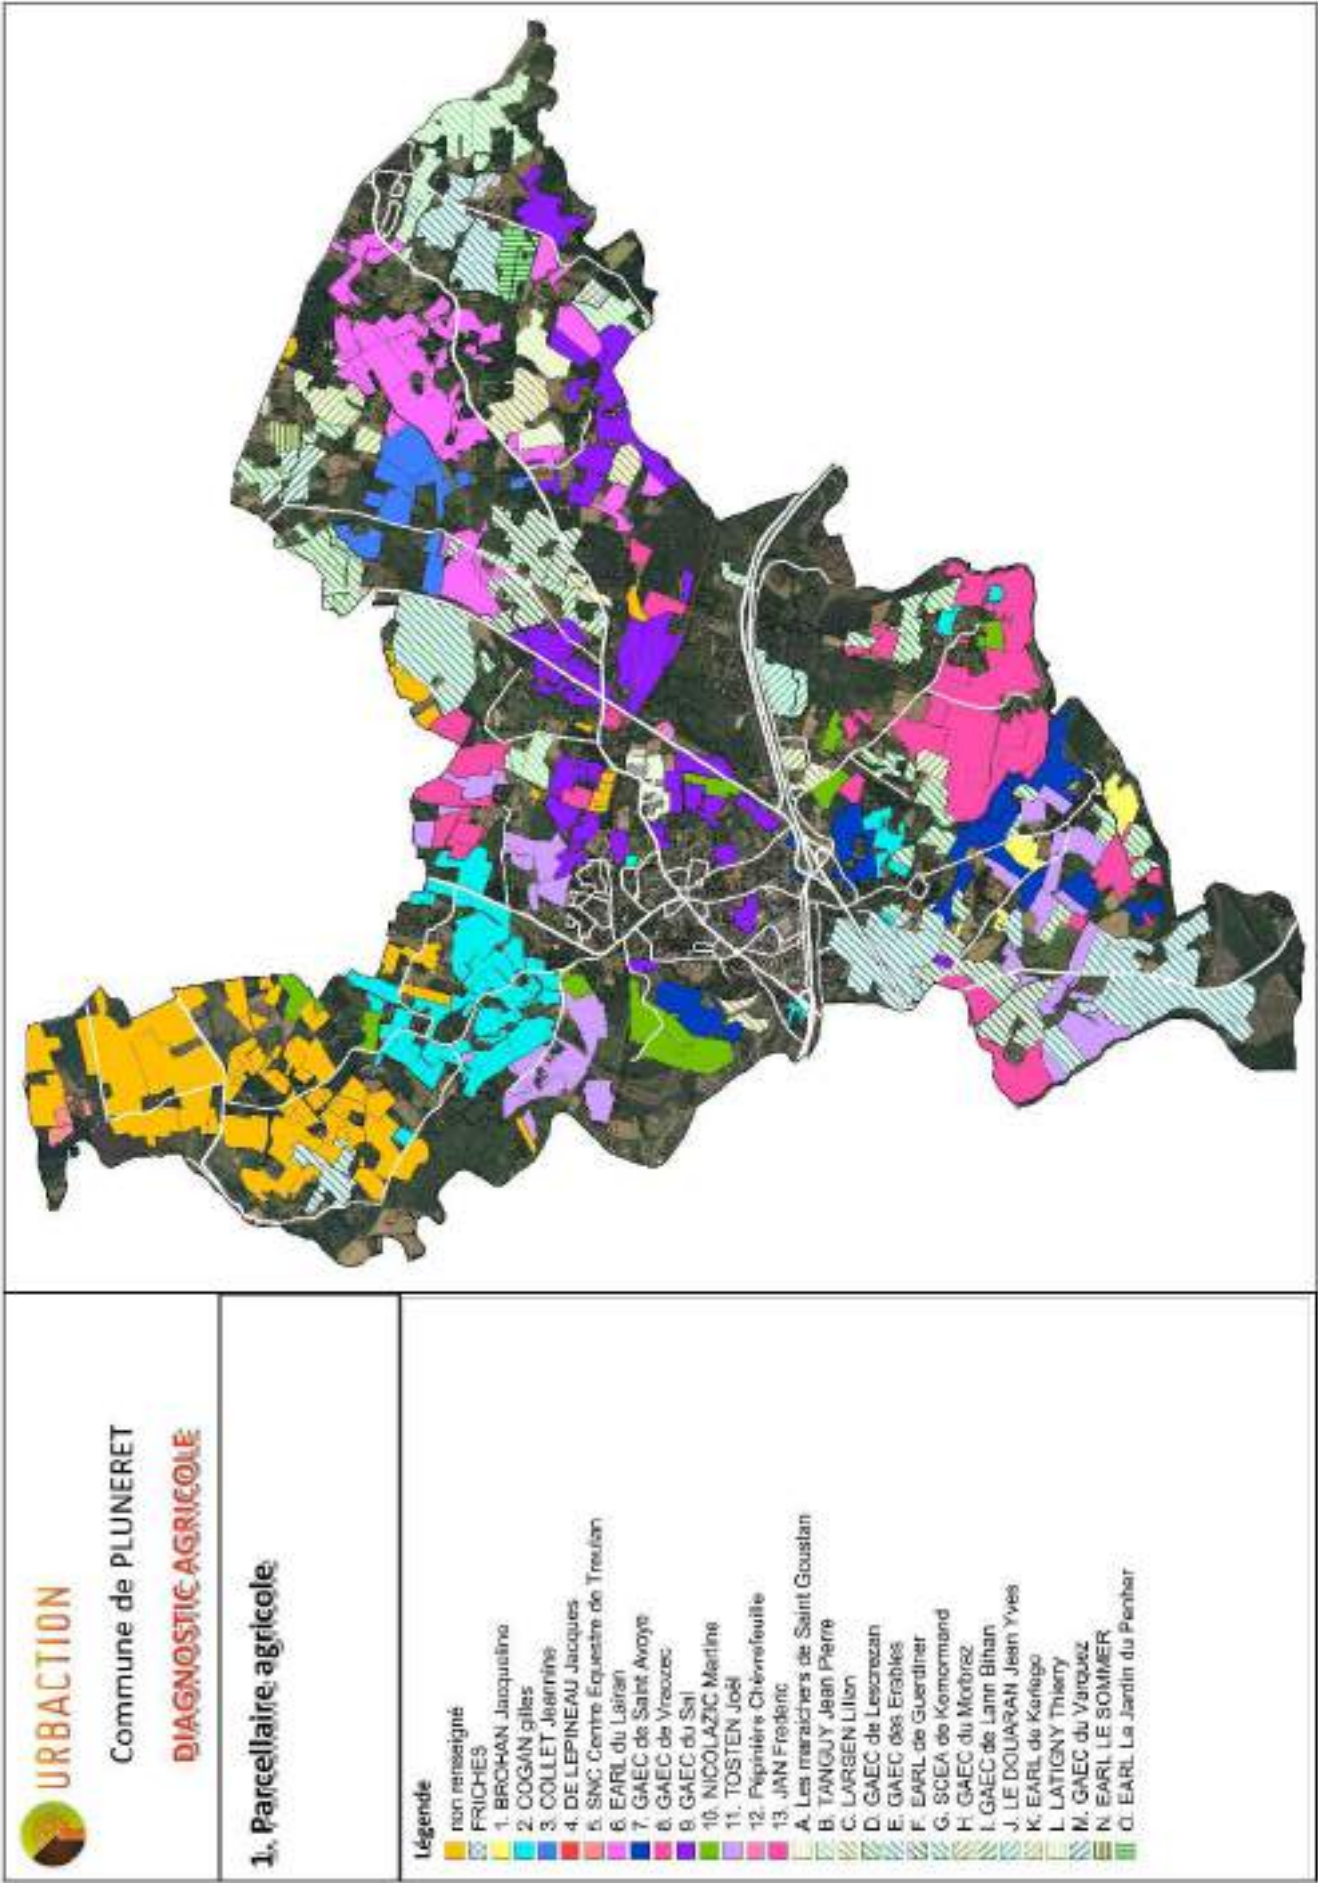 URBACTION
Commune de PLUNERET
DIAGNOSTIC AGRICOLE
1. Parcellaire agricole
Légende
non renseigné
FRICHES
1. BROHAN Jacqueline
2. COGAN gilles
3. COLLET Jeannine
4. DE LEPINEAU Jacques
5. SNC Centre Equestre de Treulan
6. EARL du Lairan
7. GAEC de Saint Avoye
8. GAEC de Vraozec
9. GAEC du Sal
10. NICOLAZIC Martine
11. TOSTEN Joël
12. Pépinière Chèvrefeuille
13. JAN Frederic
A. Les maraichers de Saint Goustan
B. TANGUY Jean Pierre
C. LARGEN Lilian
D. GAEC de Lescrezan
E. GAEC des Erables
F. EARL de Guerdiner
G. SCEA de Kernormand
H. GAEC du Morbraz
I. GAEC de Lann Bihan
J. LE DOUARAN Jean Yves
K. EARL de Keriego
L. LATIGNY Thierry
M. GAEC du Varquez
N. EARL LE SOMMER
O. EARL Le Jardin du Penher